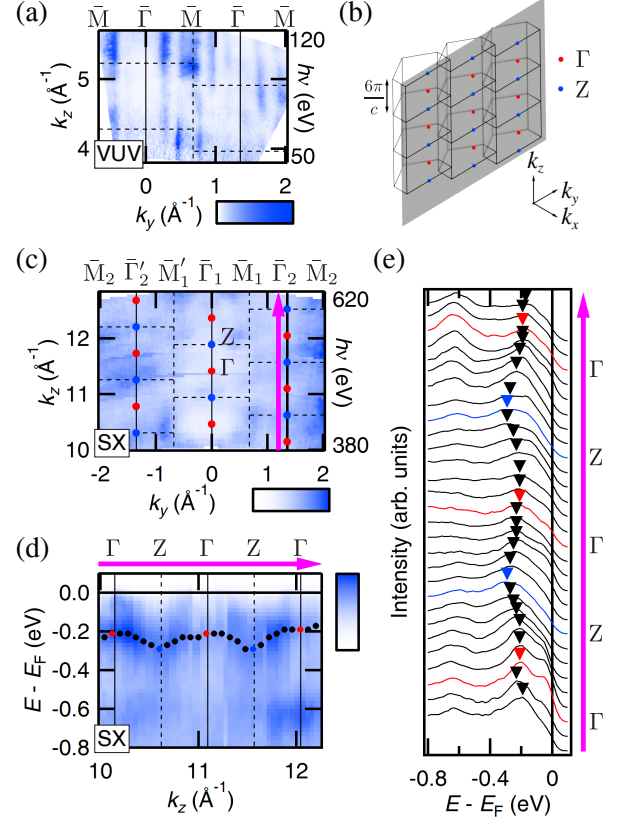 (a)
M̄ Γ̄ M̄ Γ̄ M̄
5
4
k_z (Å⁻¹)
120
50
hν (eV)
VUV
0 1 2
k_y (Å⁻¹)
(b)
6π
c
Γ
Z
k_z
k_y
k_x
(c)
M̄₂ Γ̄′₂ M̄′₁ Γ̄₁ M̄₁ Γ̄₂ M̄₂
12
11
10
k_z (Å⁻¹)
Z
Γ
620
380
hν (eV)
SX
-2 -1 0 1 2
k_y (Å⁻¹)
(d)
Γ Z Γ Z Γ
0.0
-0.2
-0.4
-0.6
-0.8
E - E_F (eV)
SX
10 11 12
k_z (Å⁻¹)
(e)
Intensity (arb. units)
Γ
Z
Γ
Z
Γ
-0.8 -0.4 0
E - E_F (eV)